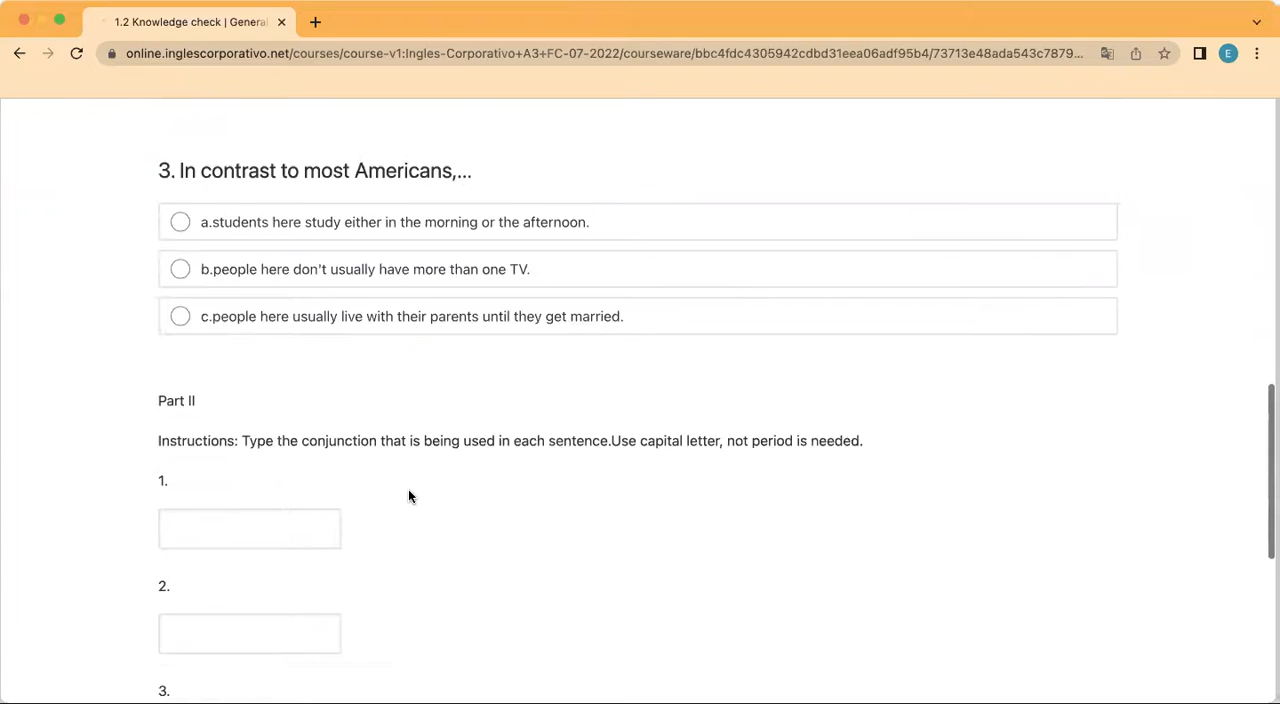 1.2 Knowledge check | General
online.inglescorporativo.net/courses/course-v1:Ingles-Corporativo+A3+FC-07-2022/courseware/bbc4fdc4305942cdbd31eea06adf95b4/73713e48ada543c7879...
E
3. In contrast to most Americans,...
a.students here study either in the morning or the afternoon.
b.people here don't usually have more than one TV.
c.people here usually live with their parents until they get married.
Part II
Instructions: Type the conjunction that is being used in each sentence.Use capital letter, not period is needed.
1.
2.
3.